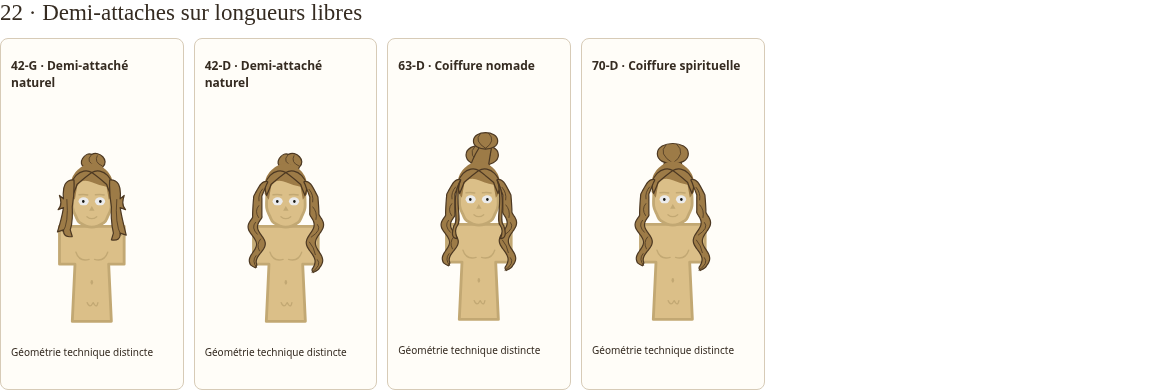 22 · Demi-attaches sur longueurs libres
42-G · Demi-attaché
naturel
Géométrie technique distincte
42-D · Demi-attaché
naturel
Géométrie technique distincte
63-D · Coiffure nomade
Géométrie technique distincte
70-D · Coiffure spirituelle
Géométrie technique distincte